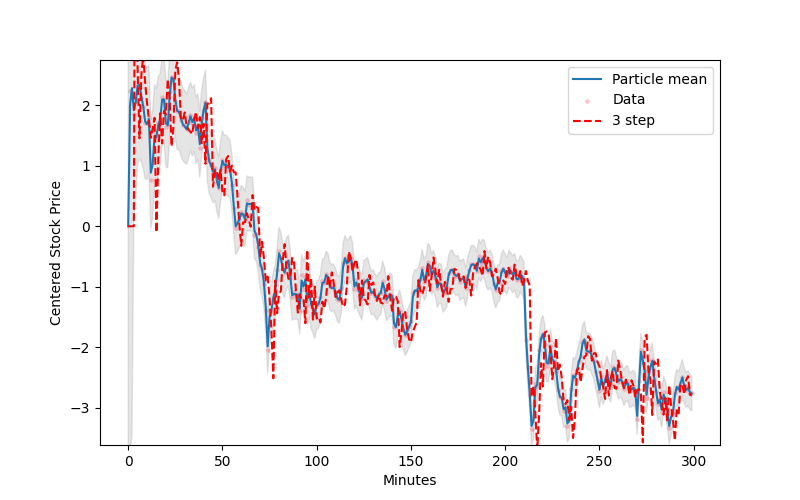 Particle mean
Data
3 step
Centered Stock Price
2
1
0
−1
−2
−3
0 50 100 150 200 250 300
Minutes